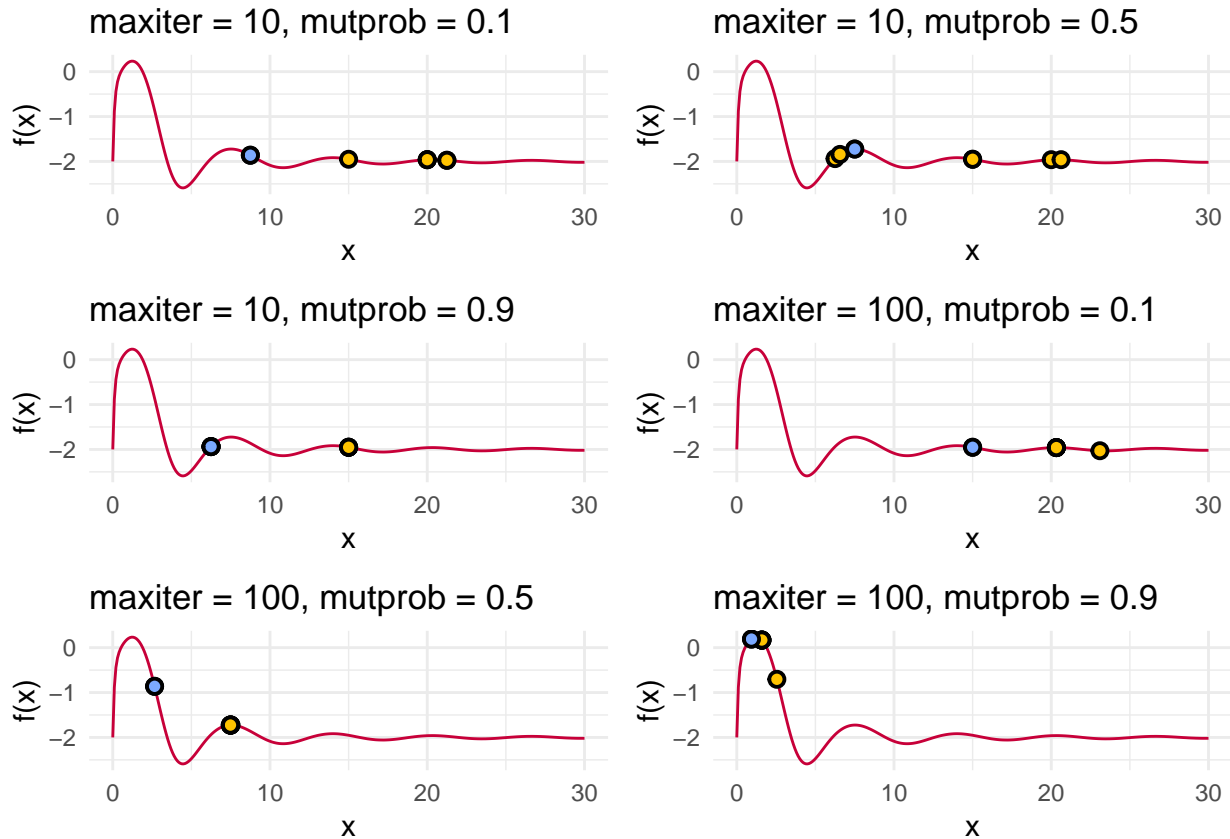 maxiter = 10, mutprob = 0.1
f(x)
0
−1
−2
0 10 20 30
x
maxiter = 10, mutprob = 0.5
f(x)
0
−1
−2
0 10 20 30
x
maxiter = 10, mutprob = 0.9
f(x)
0
−1
−2
0 10 20 30
x
maxiter = 100, mutprob = 0.1
f(x)
0
−1
−2
0 10 20 30
x
maxiter = 100, mutprob = 0.5
f(x)
0
−1
−2
0 10 20 30
x
maxiter = 100, mutprob = 0.9
f(x)
0
−1
−2
0 10 20 30
x